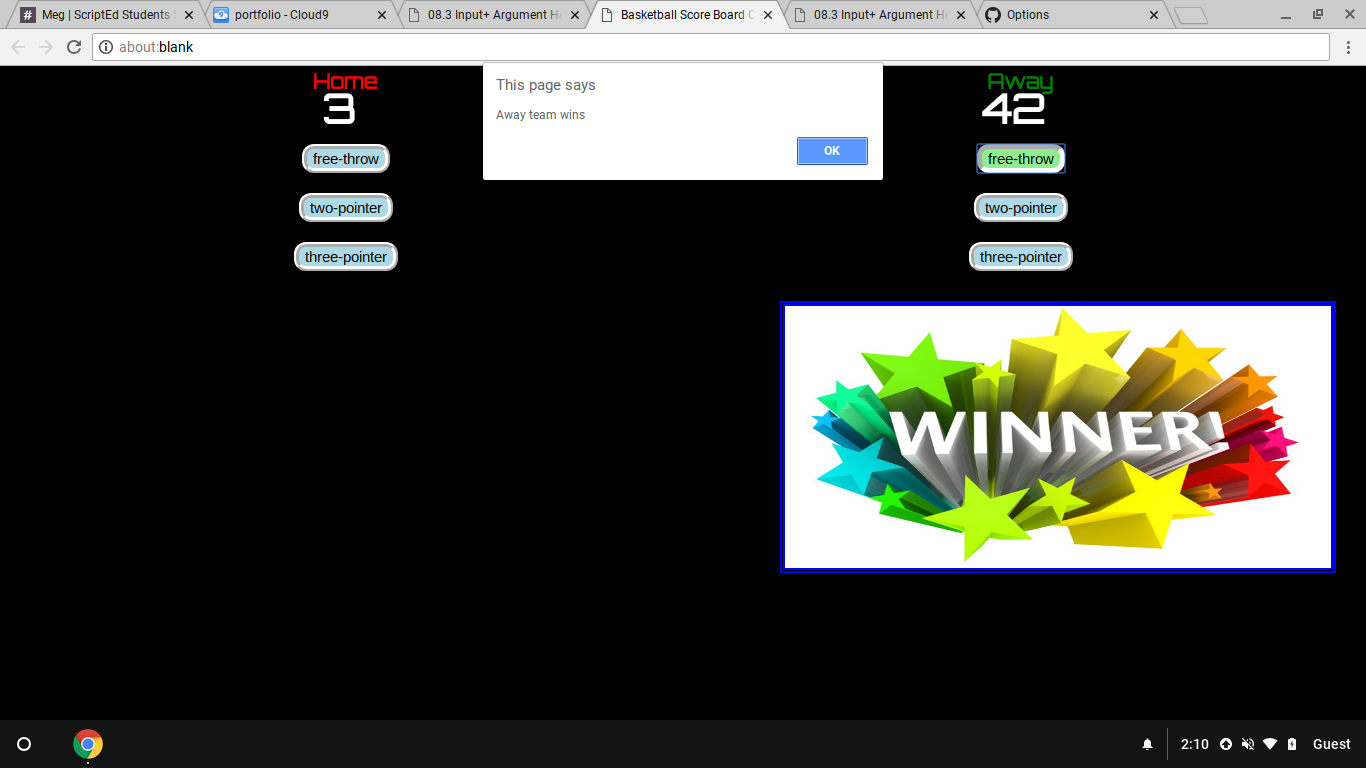 Meg | ScriptEd Students S
portfolio - Cloud9
08.3 Input+ Argument He
Basketball Score Board C
08.3 Input+ Argument He
Options
about:blank
This page says
Away team wins
OK
Home
3
free-throw
two-pointer
three-pointer
Away
42
free-throw
two-pointer
three-pointer
WINNER!
2:10
Guest